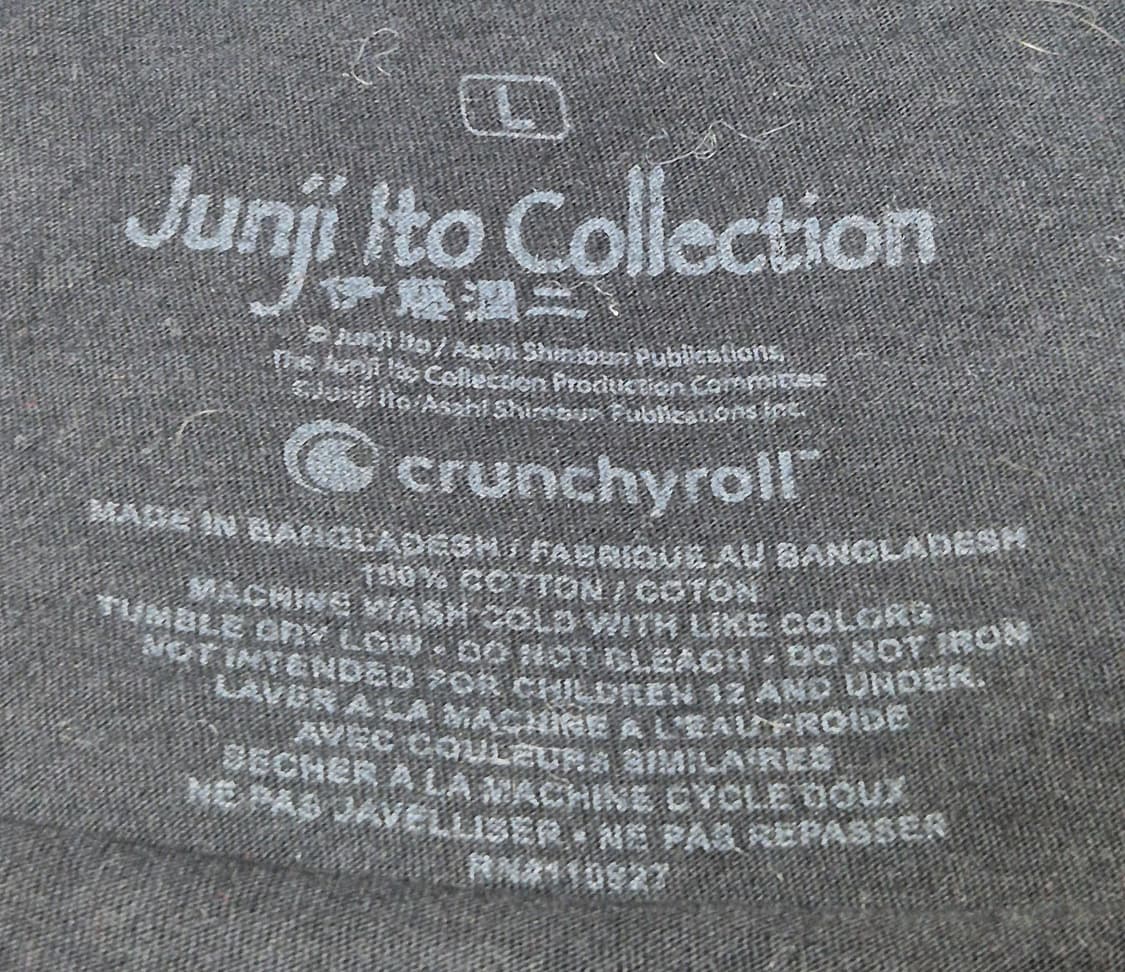 L
Junji Ito Collection
伊藤潤二
© Junji Ito / Asahi Shimbun Publications,
The Junji Ito Collection Production Committee
©Junji Ito/Asahi Shimbun Publications Inc.
crunchyroll™
MADE IN BANGLADESH / FABRIQUE AU BANGLADESH
100% COTTON / COTON
MACHINE WASH COLD WITH LIKE COLORS
TUMBLE DRY LOW • DO NOT BLEACH • DO NOT IRON
NOT INTENDED FOR CHILDREN 12 AND UNDER.
LAVER A LA MACHINE A L'EAU FROIDE
AVEC COULEURS SIMILAIRES
SECHER A LA MACHINE CYCLE DOUX
NE PAS JAVELLISER • NE PAS REPASSER